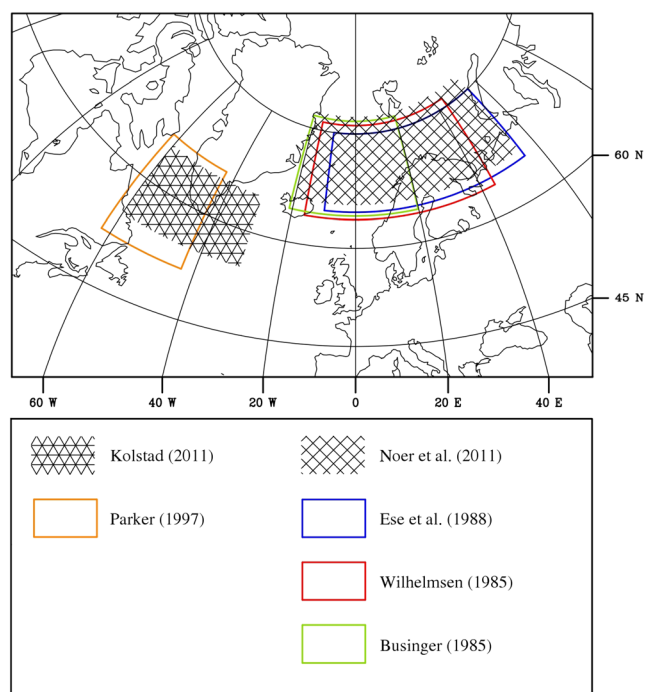 60 N
45 N
60 W 40 W 20 W 0 20 E 40 E
Kolstad (2011) Noer et al. (2011)
Parker (1997) Ese et al. (1988)
Wilhelmsen (1985)
Businger (1985)